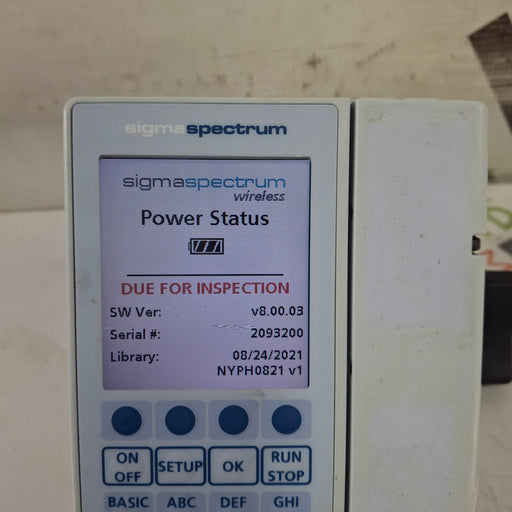 sigmaspectrum
sigmaspectrum
wireless
Power Status
DUE FOR INSPECTION
SW Ver: v8.00.03
Serial #: 2093200
Library: 08/24/2021
NYPH0821 v1
ON OFF SETUP OK RUN STOP
BASIC ABC DEF GHI